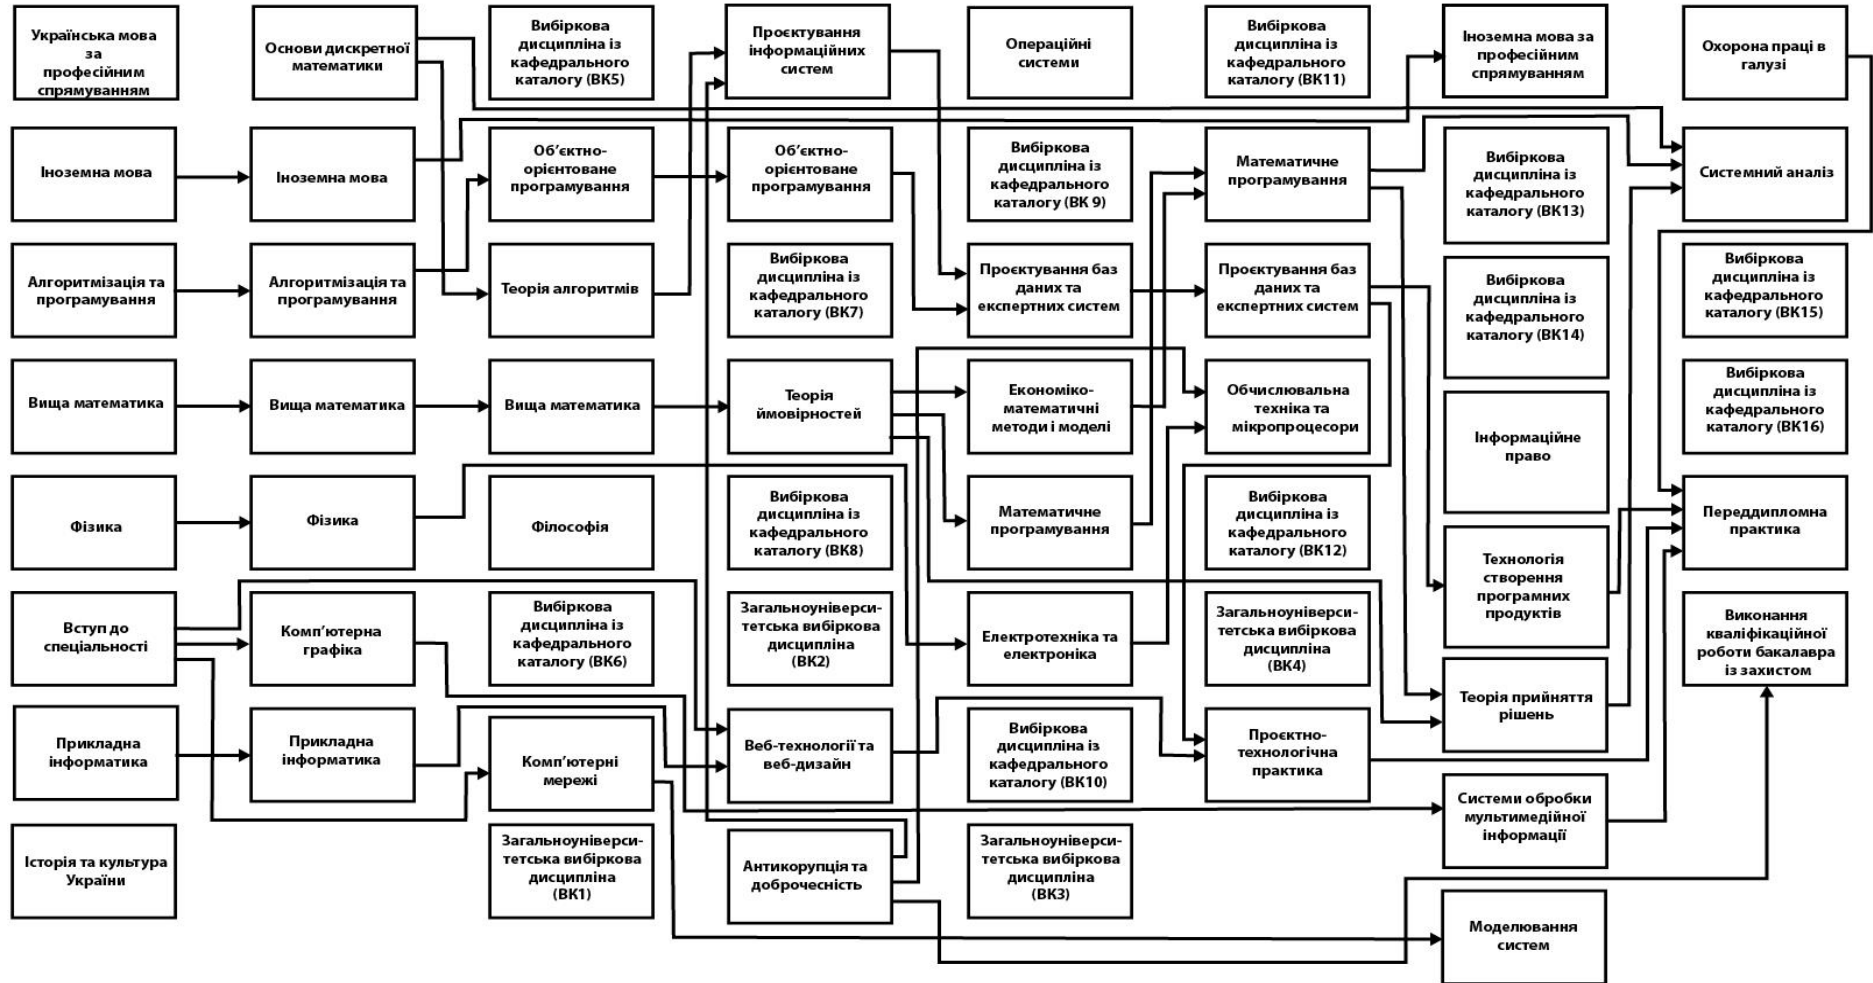 Українська мова
за
професійним
спрямуванням
Іноземна мова
Алгоритмізація та
програмування
Вища математика
Фізика
Вступ до
спеціальності
Прикладна
інформатика
Історія та культура
України
Основи дискретної
математики
Іноземна мова
Алгоритмізація та
програмування
Вища математика
Фізика
Комп’ютерна
графіка
Прикладна
інформатика
Вибіркова
дисципліна із
кафедрального
каталогу (ВК5)
Об’єктно-
орієнтоване
програмування
Теорія алгоритмів
Вища математика
Філософія
Вибіркова
дисципліна із
кафедрального
каталогу (ВК6)
Комп’ютерні
мережі
Загальноуніверси-
тетська вибіркова
дисципліна
(ВК1)
Проєктування
інформаційних
систем
Об’єктно-
орієнтоване
програмування
Вибіркова
дисципліна із
кафедрального
каталогу (ВК7)
Теорія
ймовірностей
Вибіркова
дисципліна із
кафедрального
каталогу (ВК8)
Загальноуніверси-
тетська вибіркова
дисципліна
(ВК2)
Веб-технології та
веб-дизайн
Антикорупція та
доброчесність
Операційні
системи
Вибіркова
дисципліна із
кафедрального
каталогу (ВК 9)
Проєктування баз
даних та
експертних систем
Економіко-
математичні
методи і моделі
Математичне
програмування
Електротехніка та
електроніка
Вибіркова
дисципліна із
кафедрального
каталогу (ВК10)
Загальноуніверси-
тетська вибіркова
дисципліна
(ВК3)
Вибіркова
дисципліна із
кафедрального
каталогу (ВК11)
Математичне
програмування
Проєктування баз
даних та
експертних систем
Обчислювальна
техніка та
мікропроцесори
Вибіркова
дисципліна із
кафедрального
каталогу (ВК12)
Загальноуніверси-
тетська вибіркова
дисципліна
(ВК4)
Проєктно-
технологічна
практика
Іноземна мова за
професійним
спрямуванням
Вибіркова
дисципліна із
кафедрального
каталогу (ВК13)
Вибіркова
дисципліна із
кафедрального
каталогу (ВК14)
Інформаційне
право
Технологія
створення
програмних
продуктів
Теорія прийняття
рішень
Системи обробки
мультимедійної
інформації
Моделювання
систем
Охорона праці в
галузі
Системний аналіз
Вибіркова
дисципліна із
кафедрального
каталогу (ВК15)
Вибіркова
дисципліна із
кафедрального
каталогу (ВК16)
Переддипломна
практика
Виконання
кваліфікаційної
роботи бакалавра
із захистом